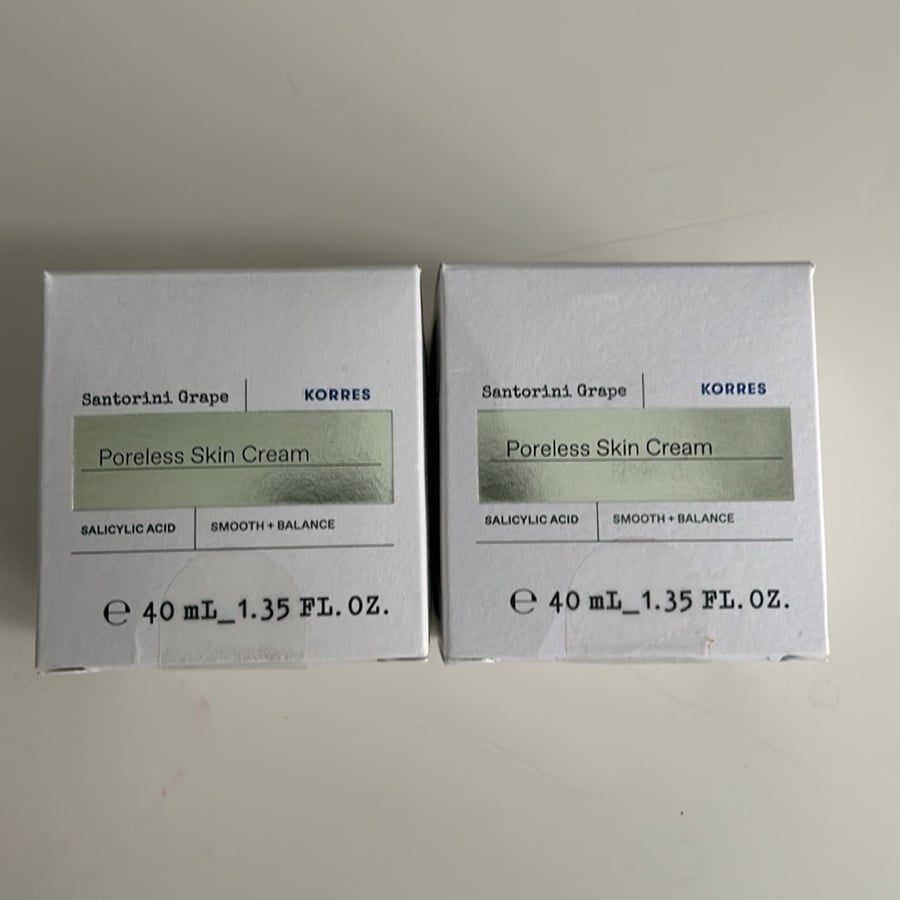 Santorini Grape KORRES
Poreless Skin Cream
SALICYLIC ACID SMOOTH + BALANCE
℮ 40 mL_1.35 FL. OZ.
Santorini Grape KORRES
Poreless Skin Cream
SALICYLIC ACID SMOOTH + BALANCE
℮ 40 mL_1.35 FL. OZ.